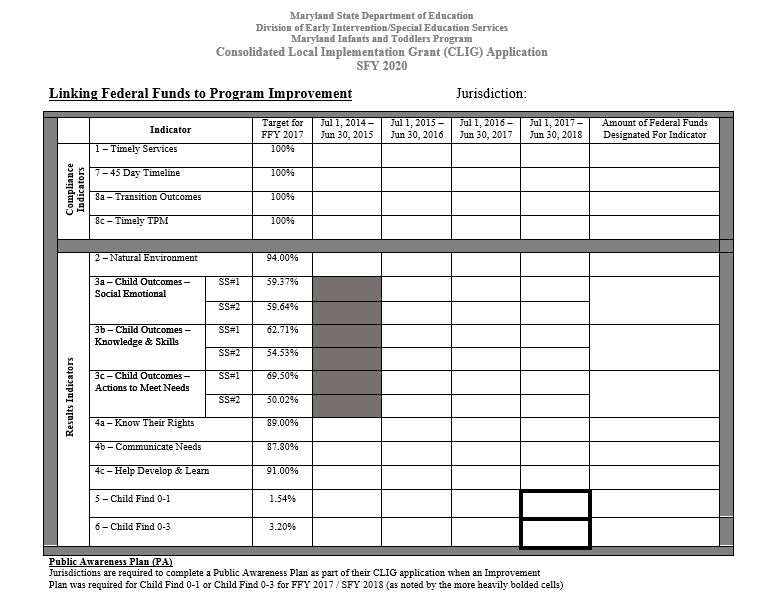 Maryland State Department of Education
Division of Early Intervention/Special Education Services
Maryland Infants and Toddlers Program
Consolidated Local Implementation Grant (CLIG) Application
SFY 2020
Linking Federal Funds to Program Improvement Jurisdiction:
Indicator Target for FFY 2017 Jul 1, 2014 – Jun 30, 2015 Jul 1, 2015 – Jun 30, 2016 Jul 1, 2016 – Jun 30, 2017 Jul 1, 2017 – Jun 30, 2018 Amount of Federal Funds Designated For Indicator
Compliance Indicators
1 – Timely Services 100%
7 – 45 Day Timeline 100%
8a – Transition Outcomes 100%
8c – Timely TPM 100%
Results Indicators
2 – Natural Environment 94.00%
3a – Child Outcomes – Social Emotional SS#1 59.37%
SS#2 59.64%
3b – Child Outcomes – Knowledge & Skills SS#1 62.71%
SS#2 54.53%
3c – Child Outcomes – Actions to Meet Needs SS#1 69.50%
SS#2 50.02%
4a – Know Their Rights 89.00%
4b – Communicate Needs 87.80%
4c – Help Develop & Learn 91.00%
5 – Child Find 0-1 1.54%
6 – Child Find 0-3 3.20%
Public Awareness Plan (PA)
Jurisdictions are required to complete a Public Awareness Plan as part of their CLIG application when an Improvement
Plan was required for Child Find 0-1 or Child Find 0-3 for FFY 2017 / SFY 2018 (as noted by the more heavily bolded cells)